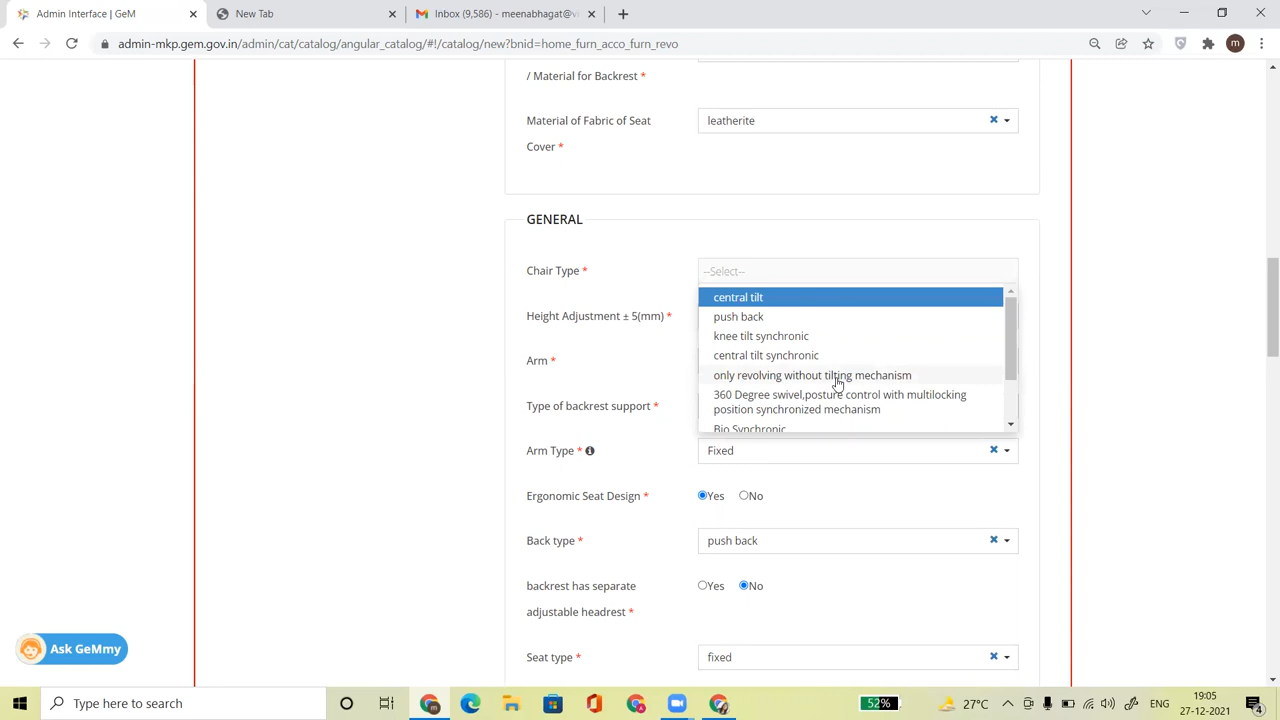 Admin Interface | GeM
New Tab
Inbox (9,586) - meenabhagat@v
admin-mkp.gem.gov.in/admin/cat/catalog/angular_catalog/#!/catalog/new?bnid=home_furn_acco_furn_revo
m
/ Material for Backrest *
Material of Fabric of Seat
Cover *
leatherite
GENERAL
Chair Type *
--Select--
central tilt
push back
knee tilt synchronic
central tilt synchronic
only revolving without tilting mechanism
360 Degree swivel,posture control with multilocking
position synchronized mechanism
Bio Synchronic
Height Adjustment ± 5(mm) *
Arm *
Type of backrest support *
Arm Type *
Fixed
Ergonomic Seat Design *
Yes No
Back type *
push back
backrest has separate
adjustable headrest *
Yes No
Seat type *
fixed
Ask GeMmy
Type here to search
52%
27°C
ENG
19:05
27-12-2021
4